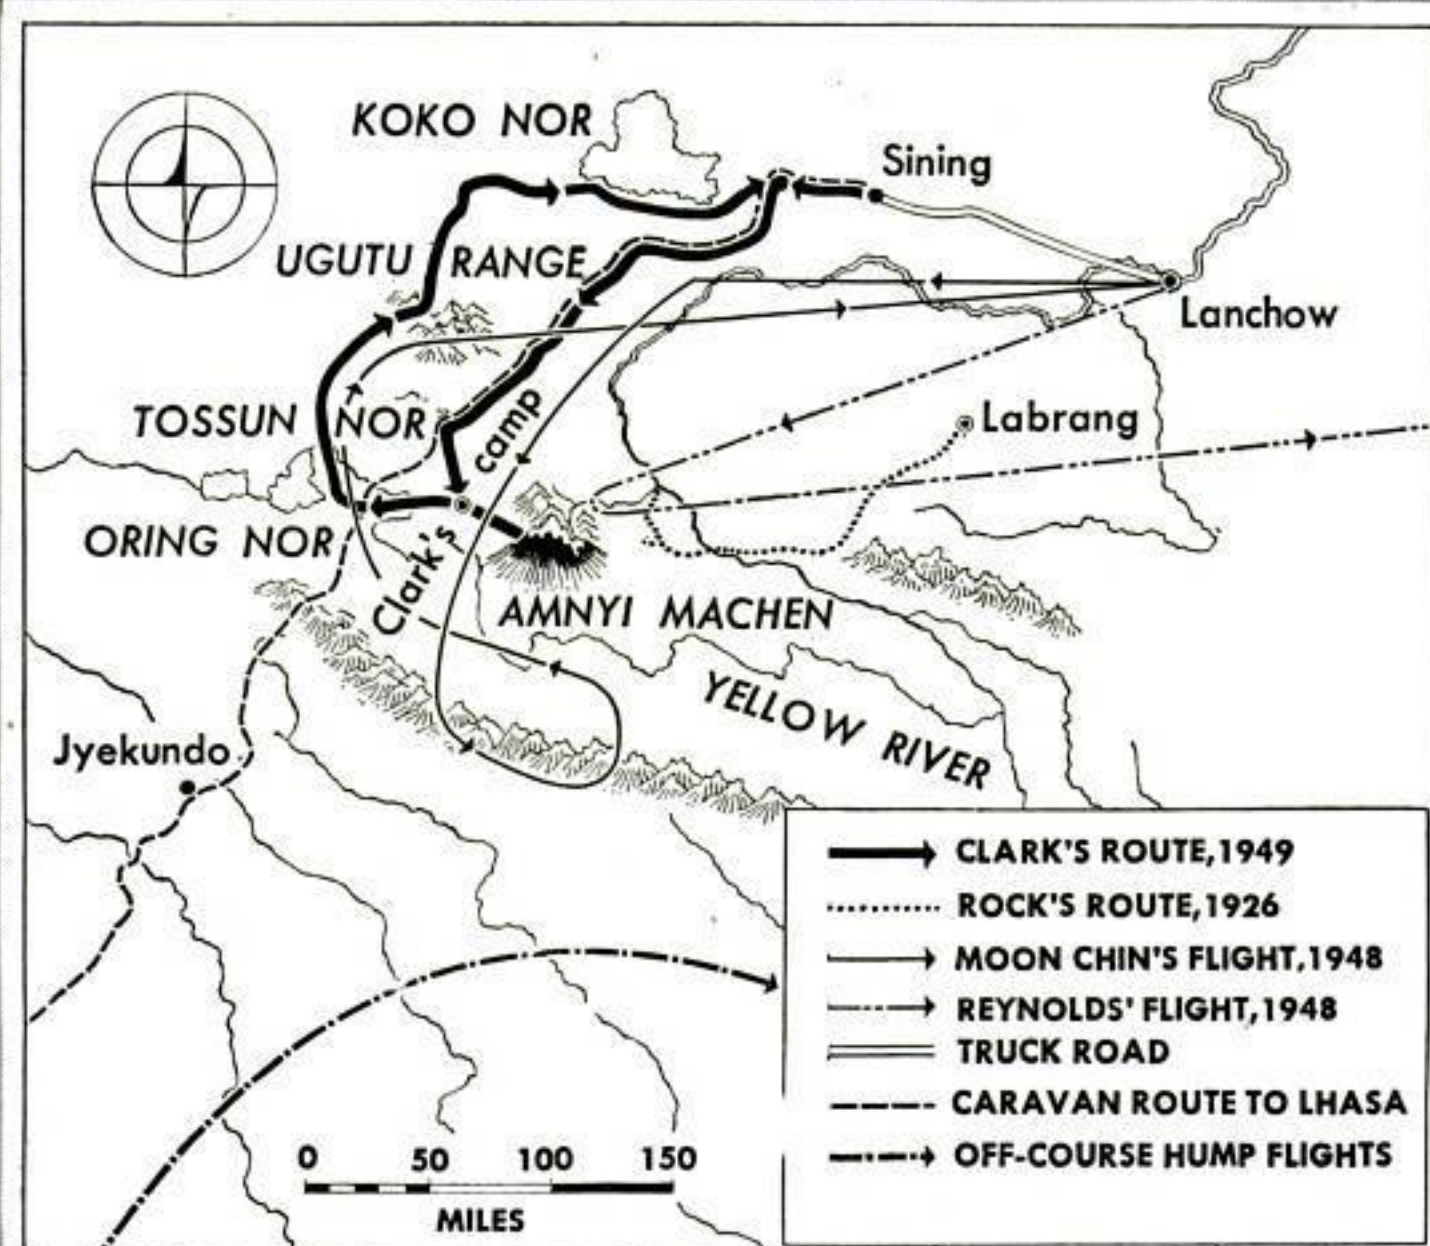 KOKO NOR
Sining
UGUTU RANGE
Lanchow
TOSSUN NOR
camp
Labrang
ORING NOR
Clark's
AMNYI MACHEN
YELLOW RIVER
Jyekundo
CLARK'S ROUTE, 1949
ROCK'S ROUTE, 1926
MOON CHIN'S FLIGHT, 1948
REYNOLDS' FLIGHT, 1948
TRUCK ROAD
CARAVAN ROUTE TO LHASA
OFF-COURSE HUMP FLIGHTS
0 50 100 150
MILES